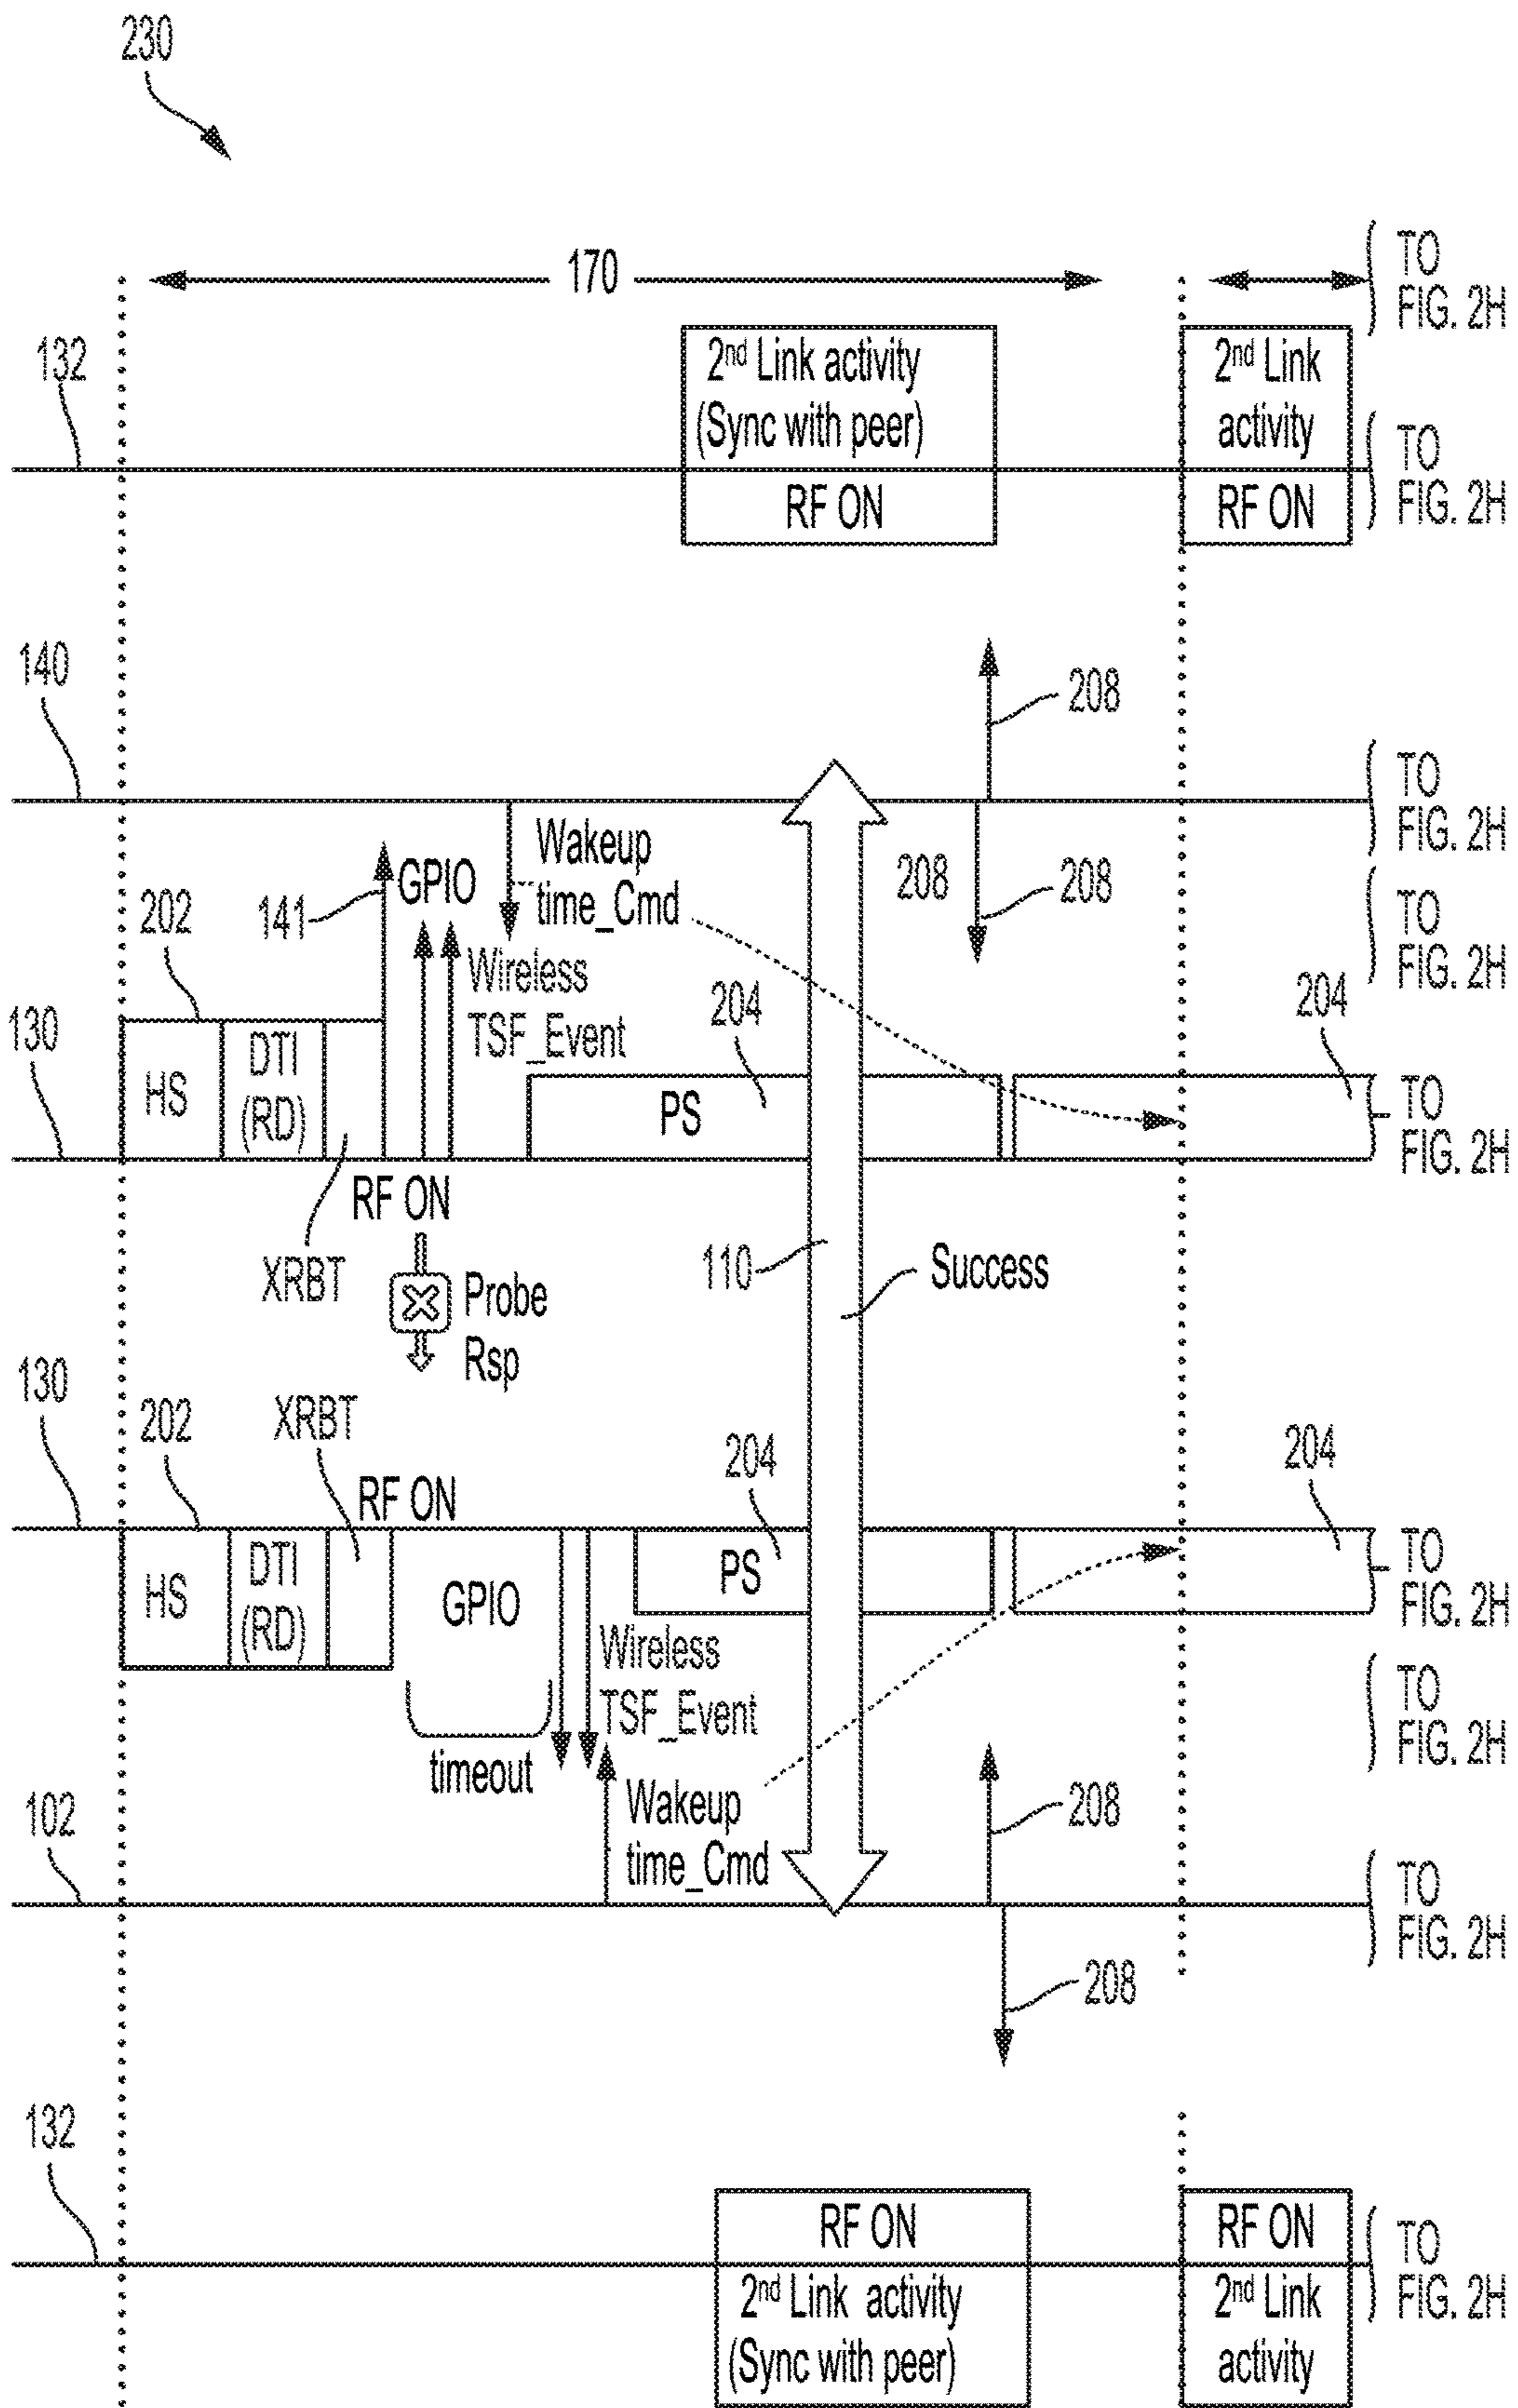 230
170
TO
FIG. 2H
132
2nd Link activity
(Sync with peer)
RF ON
2nd Link
activity
RF ON
TO
FIG. 2H
140
208
TO
FIG. 2H
Wakeup
time_Cmd
GPIO
141
208
208
TO
FIG. 2H
202
Wireless
TSF_Event
204
204
130
HS
DTI
(RD)
PS
TO
FIG. 2H
RF ON
XRBT
110
Success
Probe
Rsp
130
202
XRBT
RF ON
204
204
HS
DTI
(RD)
GPIO
PS
TO
FIG. 2H
Wireless
TSF_Event
timeout
TO
FIG. 2H
102
Wakeup
time_Cmd
208
TO
FIG. 2H
208
132
RF ON
2nd Link activity
(Sync with peer)
RF ON
2nd Link
activity
TO
FIG. 2H